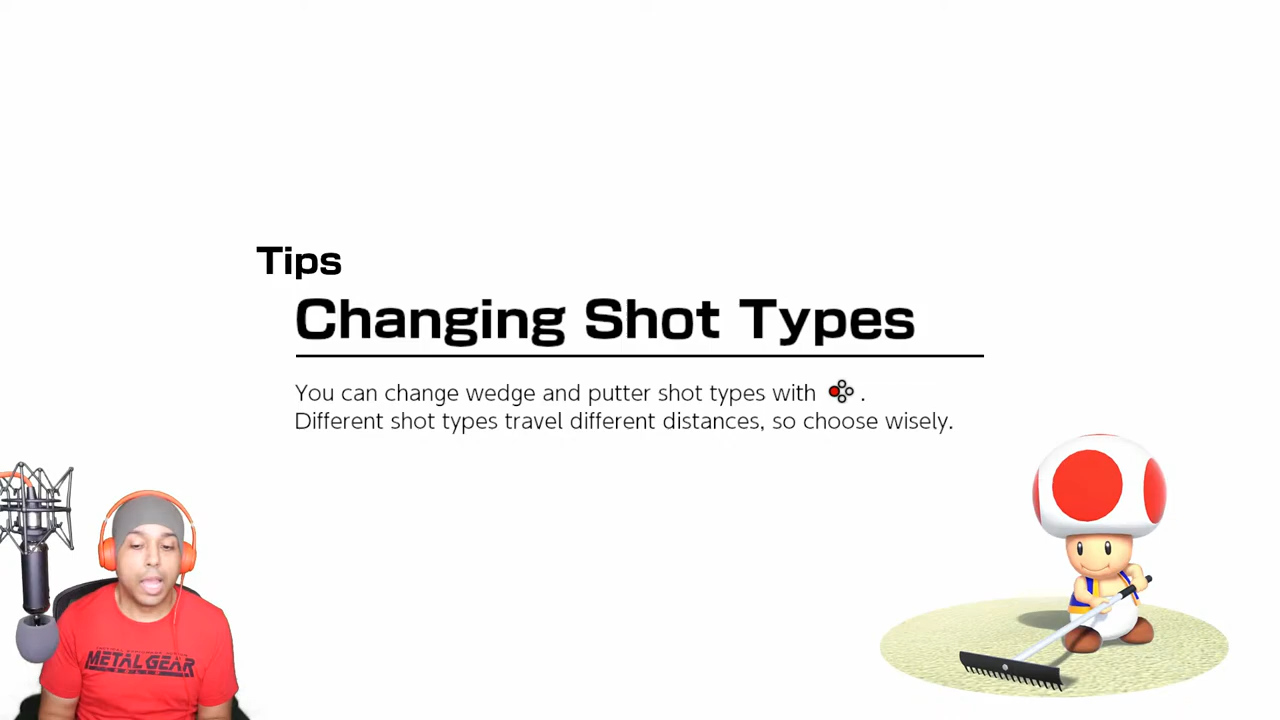 Tips
Changing Shot Types
You can change wedge and putter shot types with .
Different shot types travel different distances, so choose wisely.
METAL GEAR